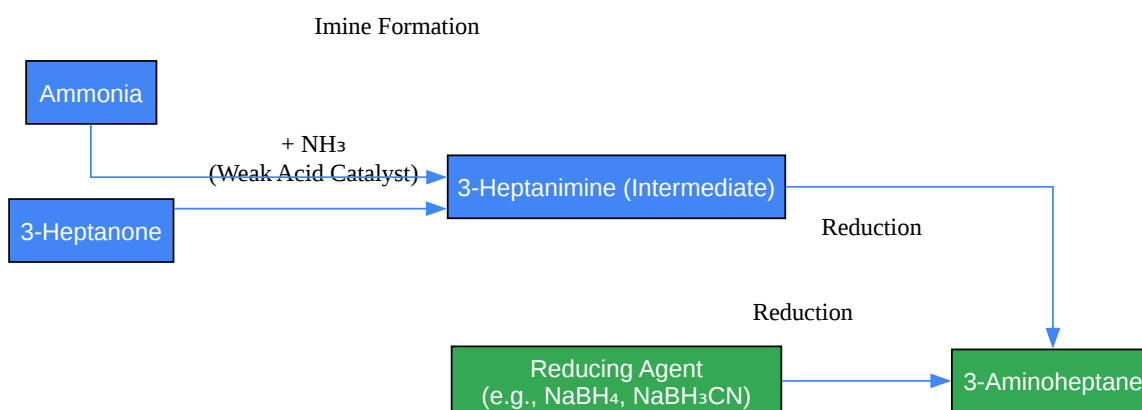 Imine Formation
Ammonia
+ NH₃
(Weak Acid Catalyst)
3-Heptanimine (Intermediate)
3-Heptanone
Reduction
Reduction
Reducing Agent
(e.g., NaBH₄, NaBH₃CN)
3-Aminoheptane